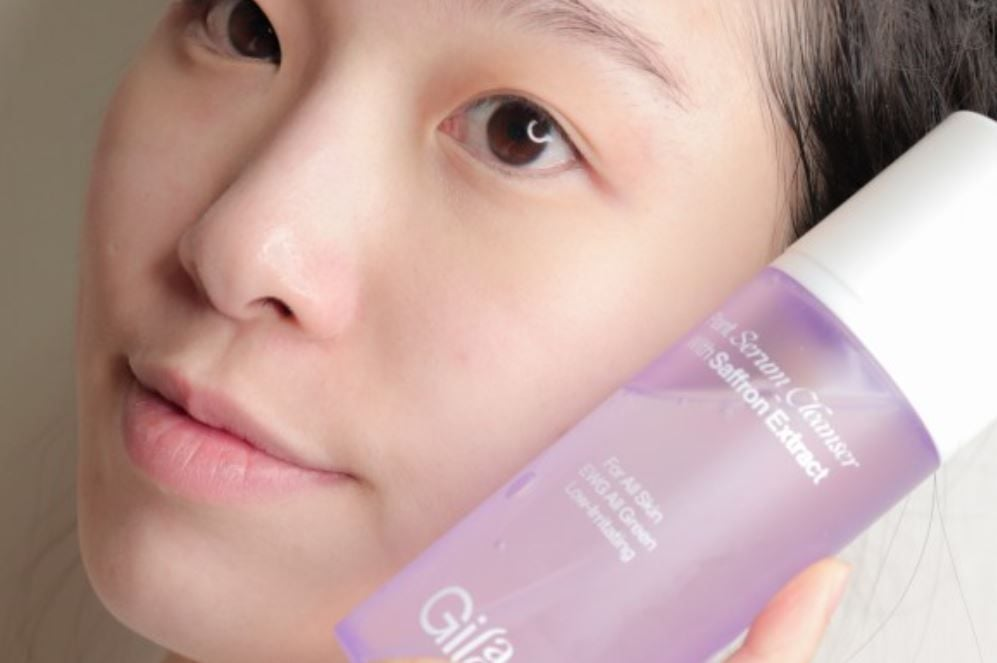 Serum Cleanser
with Saffron Extract
For All Skin
EWG All Green
Low-Irritating